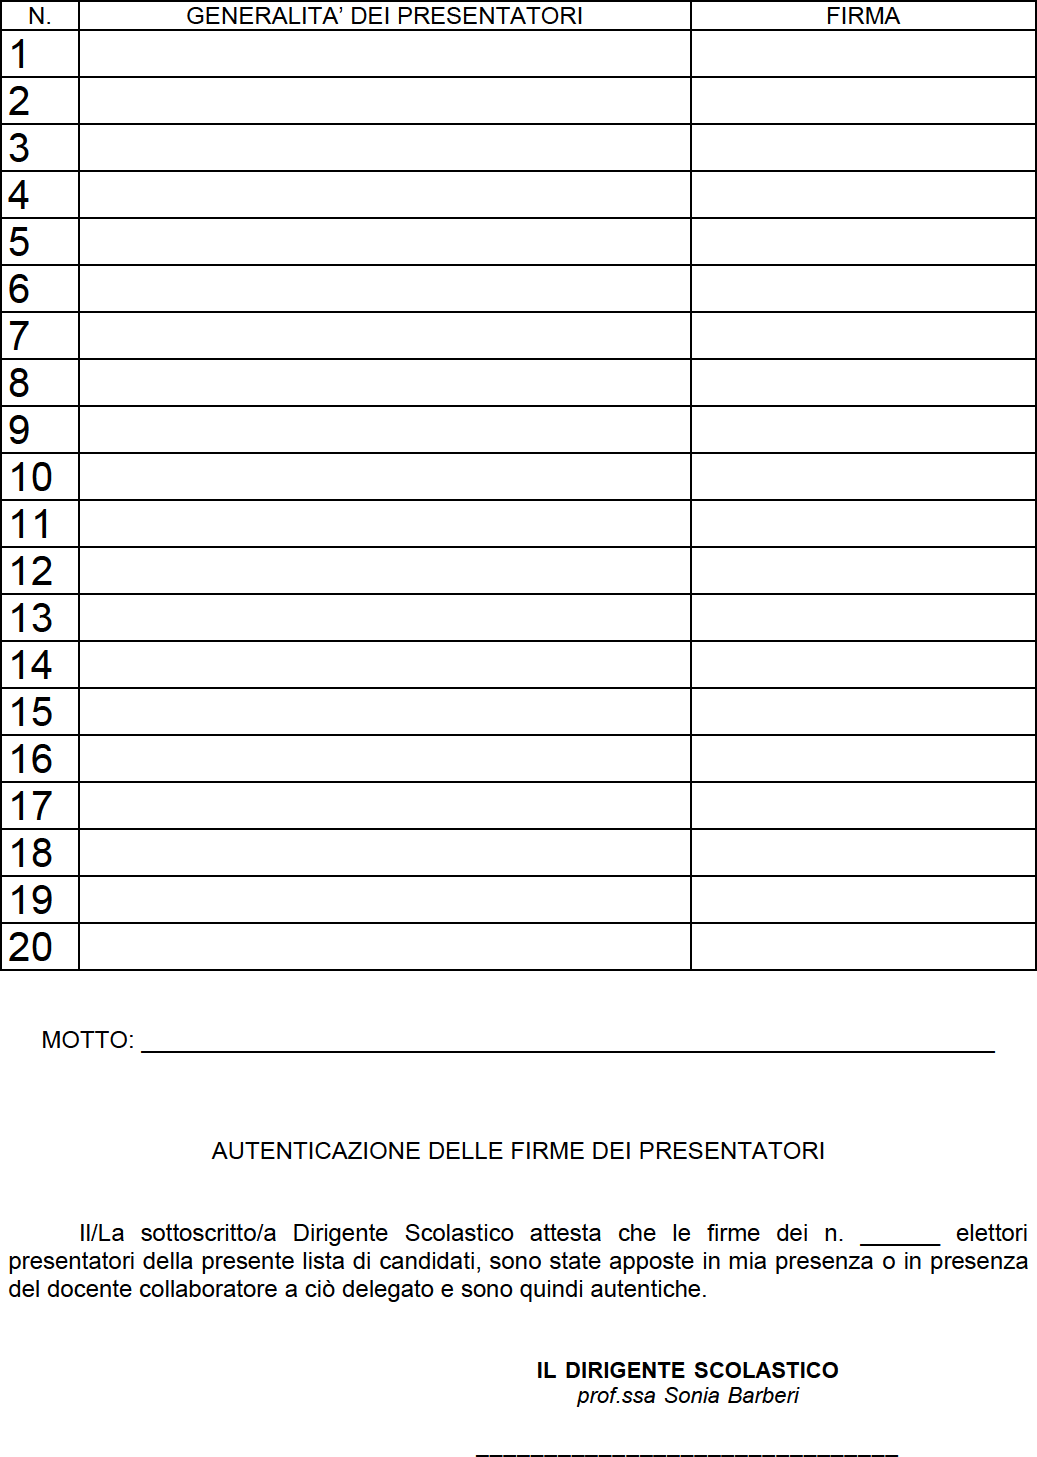 N. GENERALITA’ DEI PRESENTATORI FIRMA
1
2
3
4
5
6
7
8
9
10
11
12
13
14
15
16
17
18
19
20
MOTTO: ________________________________________________________________
AUTENTICAZIONE DELLE FIRME DEI PRESENTATORI
Il/La sottoscritto/a Dirigente Scolastico attesta che le firme dei n. ______ elettori
presentatori della presente lista di candidati, sono state apposte in mia presenza o in presenza
del docente collaboratore a ciò delegato e sono quindi autentiche.
IL DIRIGENTE SCOLASTICO
prof.ssa Sonia Barberi
________________________________